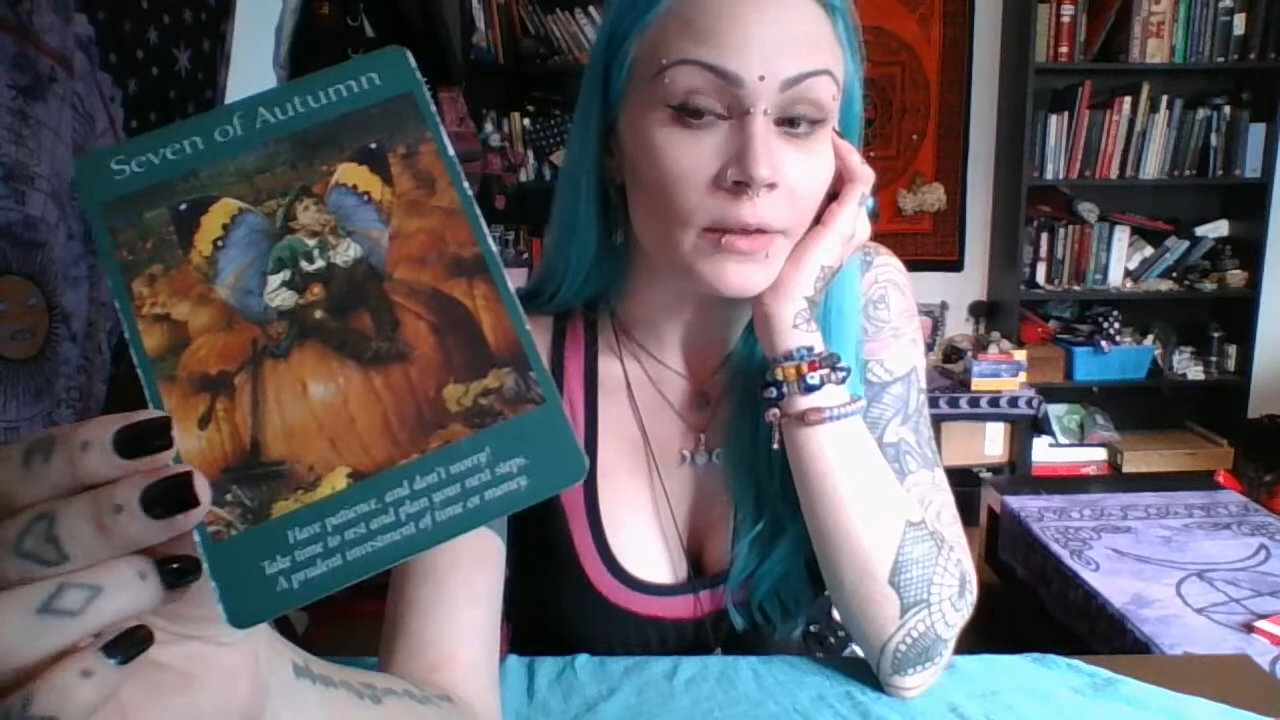 Seven of Autumn
Have patience, and don't worry!
Take time to rest and plan your next steps.
A prudent investment of time or money.